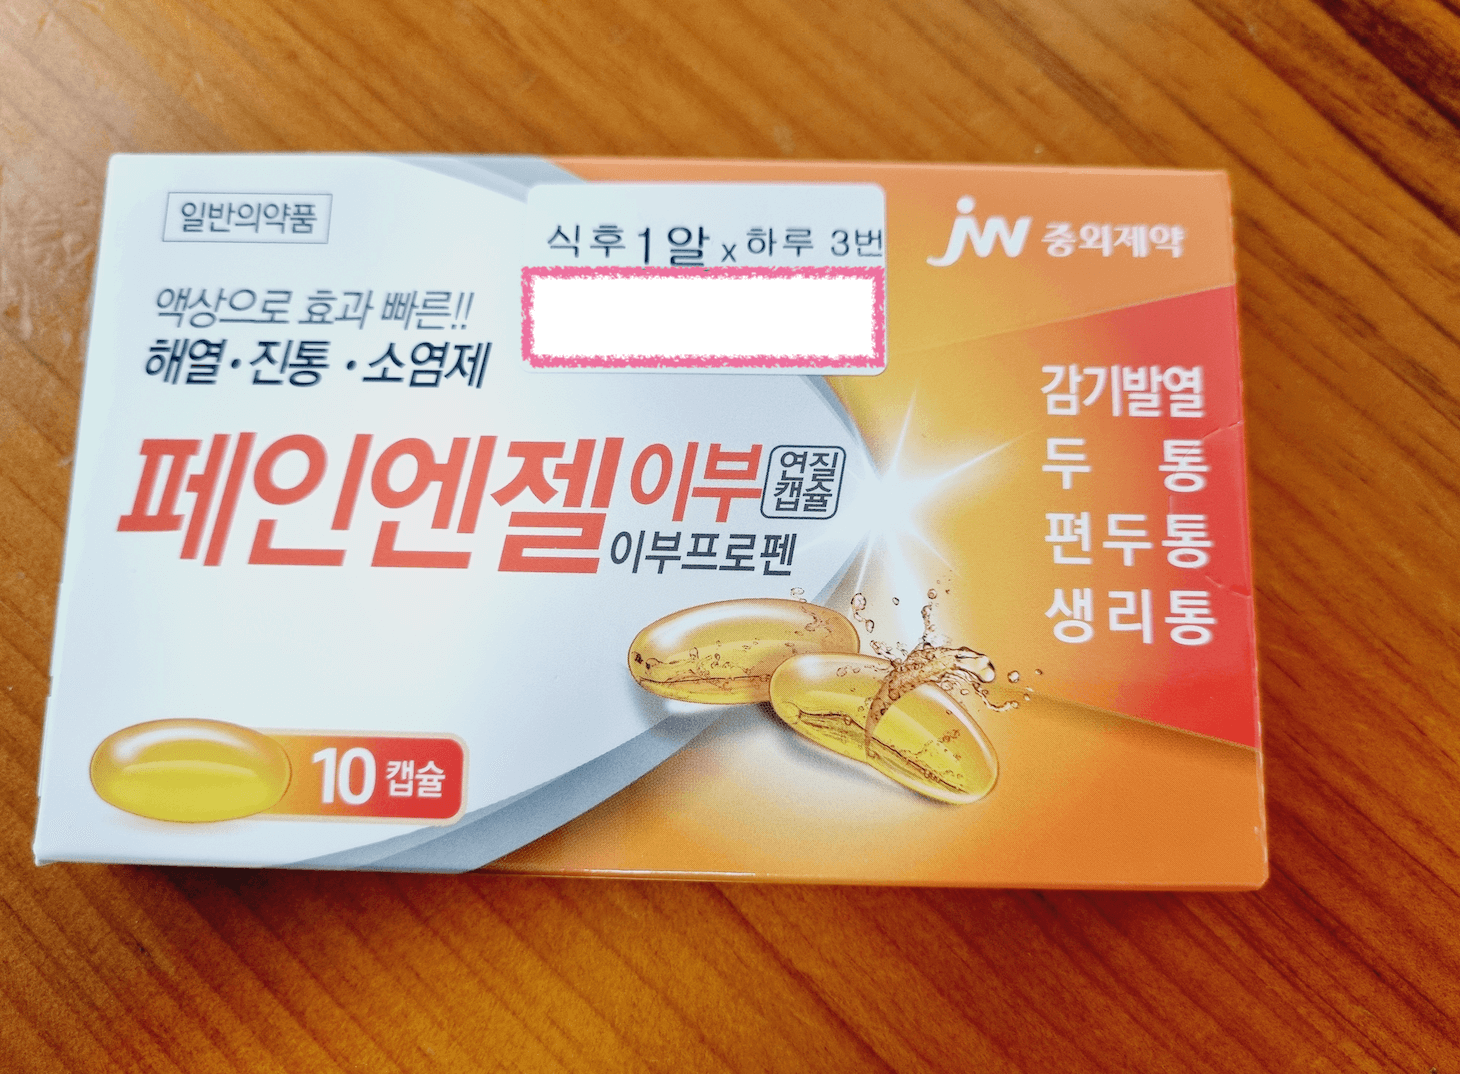 일반의약품
식후 1알 x 하루 3번
jw 중외제약
액상으로 효과 빠른!!
해열·진통·소염제
페인엔젤 이부 연질
캡슐
이부프로펜
감기발열
두통
편두통
생리통
10 캡슐